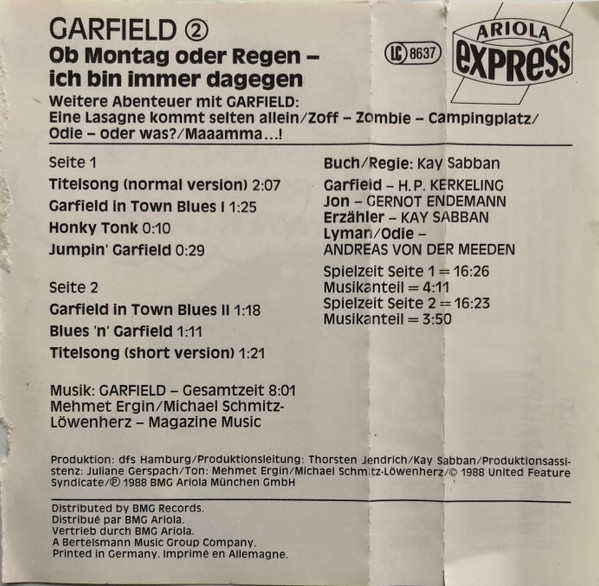 GARFIELD ②
Ob Montag oder Regen –
ich bin immer dagegen
LC 8637
ARIOLA
EXPRESS
Weitere Abenteuer mit GARFIELD:
Eine Lasagne kommt selten allein/Zoff – Zombie – Campingplatz/
Odie – oder was?/Maaamma...!
Seite 1
Titelsong (normal version) 2:07
Garfield in Town Blues I 1:25
Honky Tonk 0:10
Jumpin' Garfield 0:29
Seite 2
Garfield in Town Blues II 1:18
Blues 'n' Garfield 1:11
Titelsong (short version) 1:21
Musik: GARFIELD – Gesamtzeit 8:01
Mehmet Ergin/Michael Schmitz-
Löwenherz – Magazine Music
Buch/Regie: Kay Sabban
Garfield – H.P. KERKELING
Jon – GERNOT ENDEMANN
Erzähler – KAY SABBAN
Lyman/Odie –
ANDREAS VON DER MEEDEN
Spielzeit Seite 1 = 16:26
Musikanteil = 4:11
Spielzeit Seite 2 = 16:23
Musikanteil = 3:50
Produktion: dfs Hamburg/Produktionsleitung: Thorsten Jendrich/Kay Sabban/Produktionsassi-
stenz: Juliane Gerspach/Ton: Mehmet Ergin/Michael Schmitz-Löwenherz/© 1988 United Feature
Syndicate/℗ 1988 BMG Ariola München GmbH
Distributed by BMG Records.
Distribué par BMG Ariola.
Vertrieb durch BMG Ariola.
A Bertelsmann Music Group Company.
Printed in Germany. Imprimé en Allemagne.